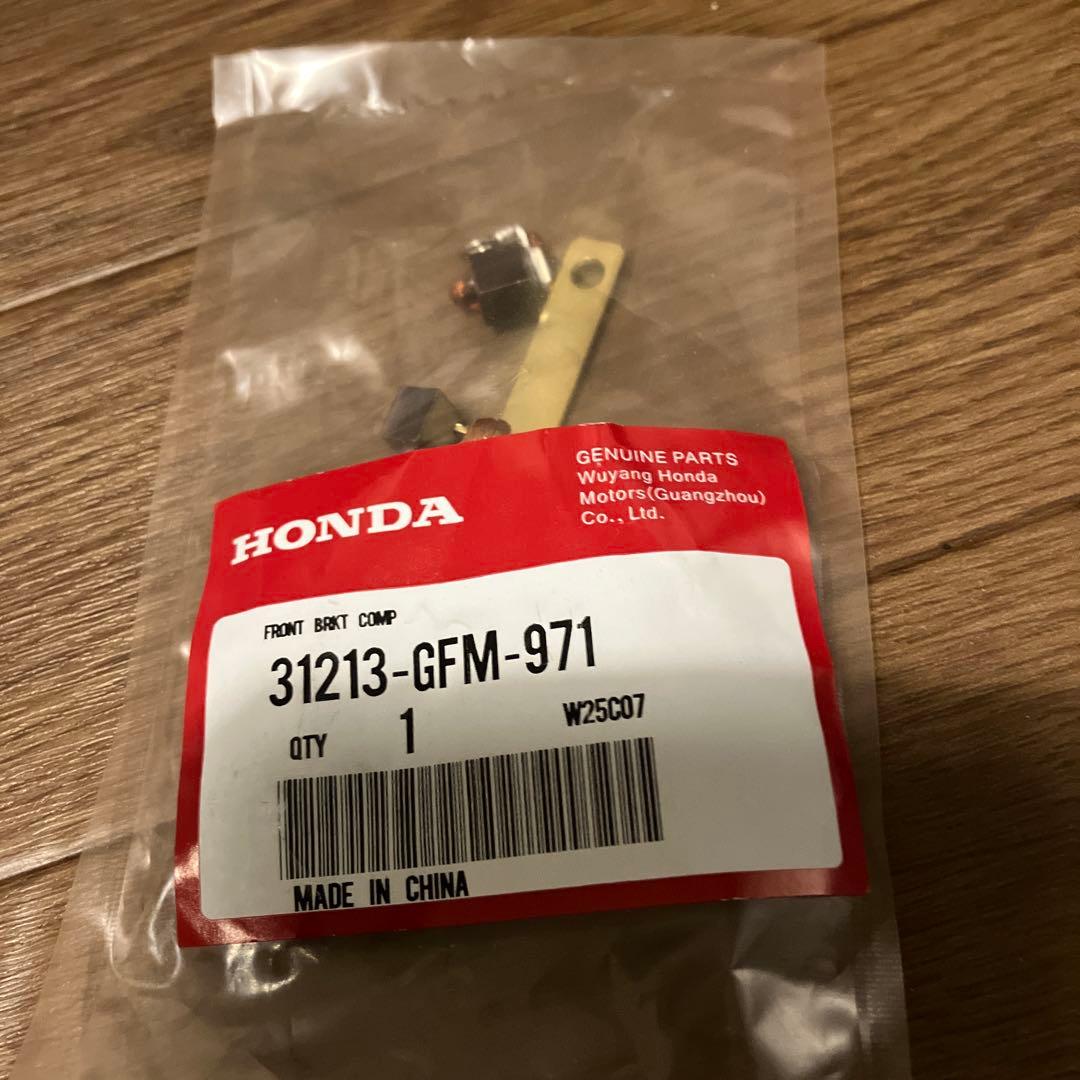 HONDA
GENUINE PARTS
Wuyang Honda
Motors(Guangzhou)
Co., Ltd.
FRONT BRKT COMP
31213-GFM-971
QTY 1 W25C07
MADE IN CHINA